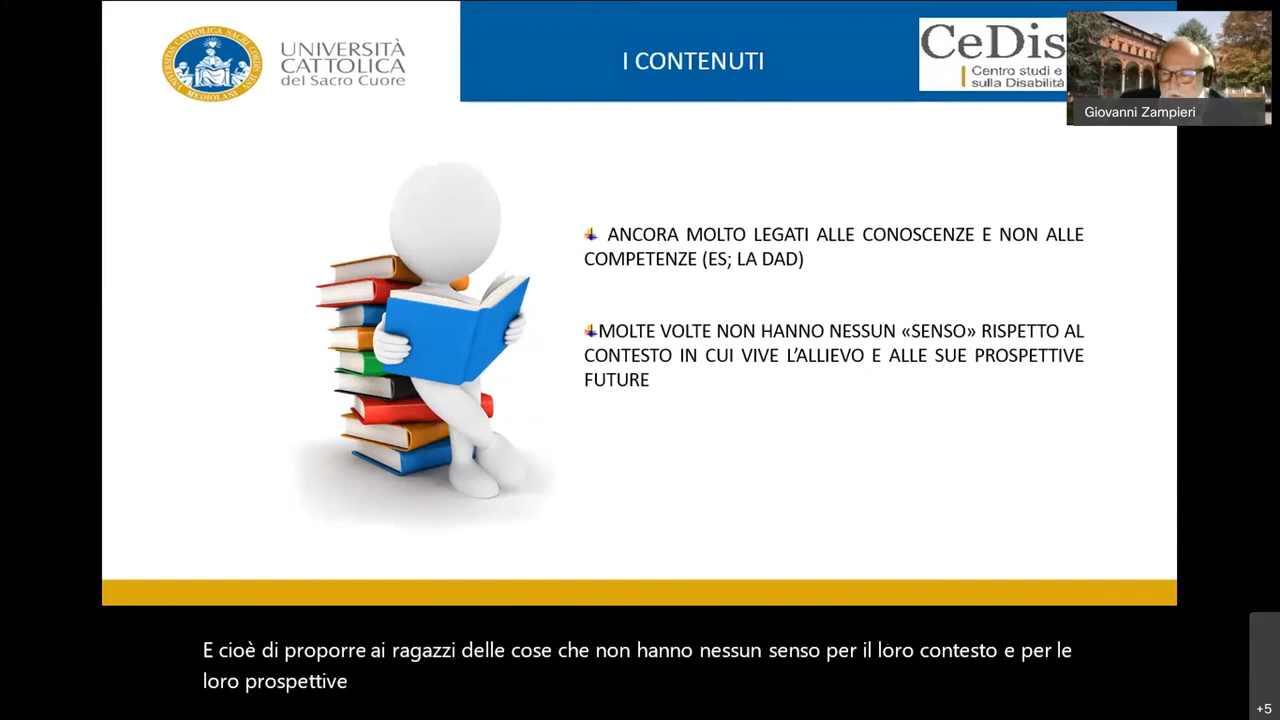 UNIVERSITÀ
CATTOLICA
del Sacro Cuore
I CONTENUTI
CeDis
Centro studi e
sulla Disabilità
Giovanni Zampieri
ANCORA MOLTO LEGATI ALLE CONOSCENZE E NON ALLE
COMPETENZE (ES; LA DAD)
MOLTE VOLTE NON HANNO NESSUN «SENSO» RISPETTO AL
CONTESTO IN CUI VIVE L’ALLIEVO E ALLE SUE PROSPETTIVE
FUTURE
E cioè di proporre ai ragazzi delle cose che non hanno nessun senso per il loro contesto e per le
loro prospettive
+5